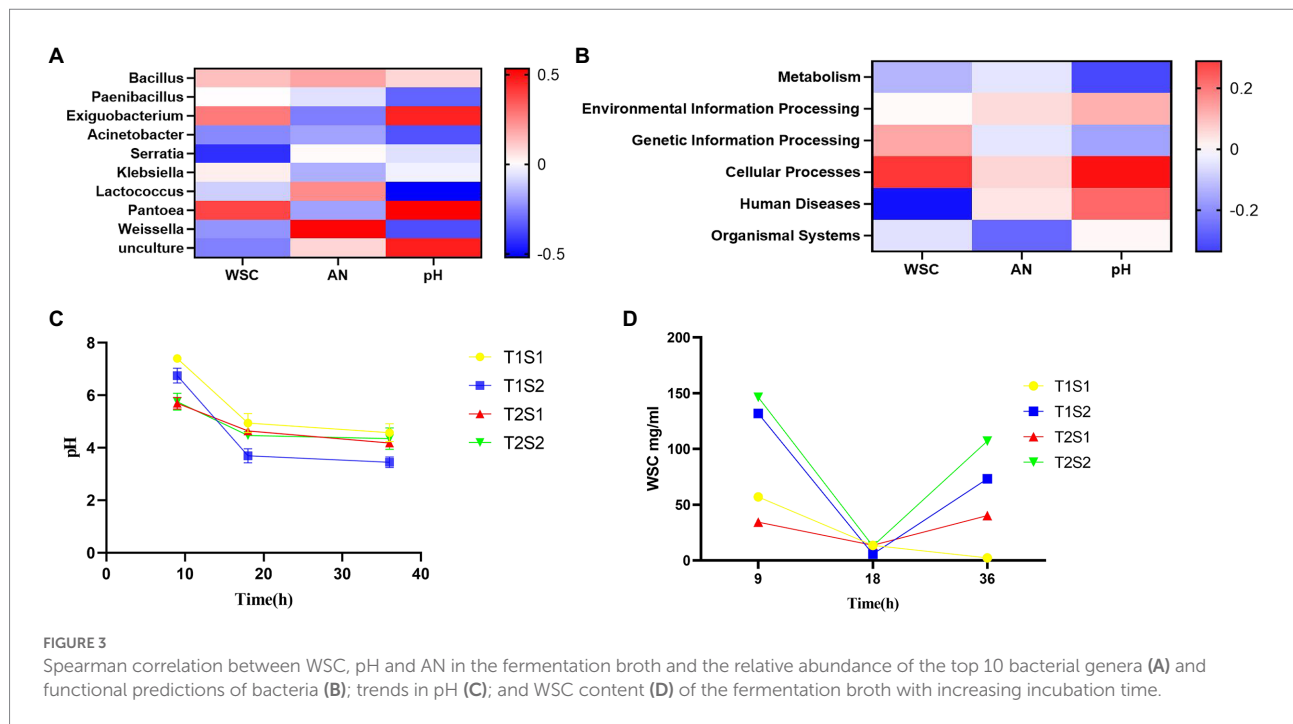 A
Bacillus
Paenibacillus
Exiguobacterium
Acinetobacter
Serratia
Klebsiella
Lactococcus
Pantoea
Weissella
unculture
WSC AN pH
0.5
0
-0.5
B
Metabolism
Environmental Information Processing
Genetic Information Processing
Cellular Processes
Human Diseases
Organismal Systems
WSC AN pH
0.2
0
-0.2
C
pH
8
6
4
2
0
0 10 20 30 40
Time(h)
T1S1
T1S2
T2S1
T2S2
D
WSC mg/ml
200
150
100
50
0
9 18 36
Time(h)
T1S1
T1S2
T2S1
T2S2
FIGURE 3
Spearman correlation between WSC, pH and AN in the fermentation broth and the relative abundance of the top 10 bacterial genera (A) and
functional predictions of bacteria (B); trends in pH (C); and WSC content (D) of the fermentation broth with increasing incubation time.